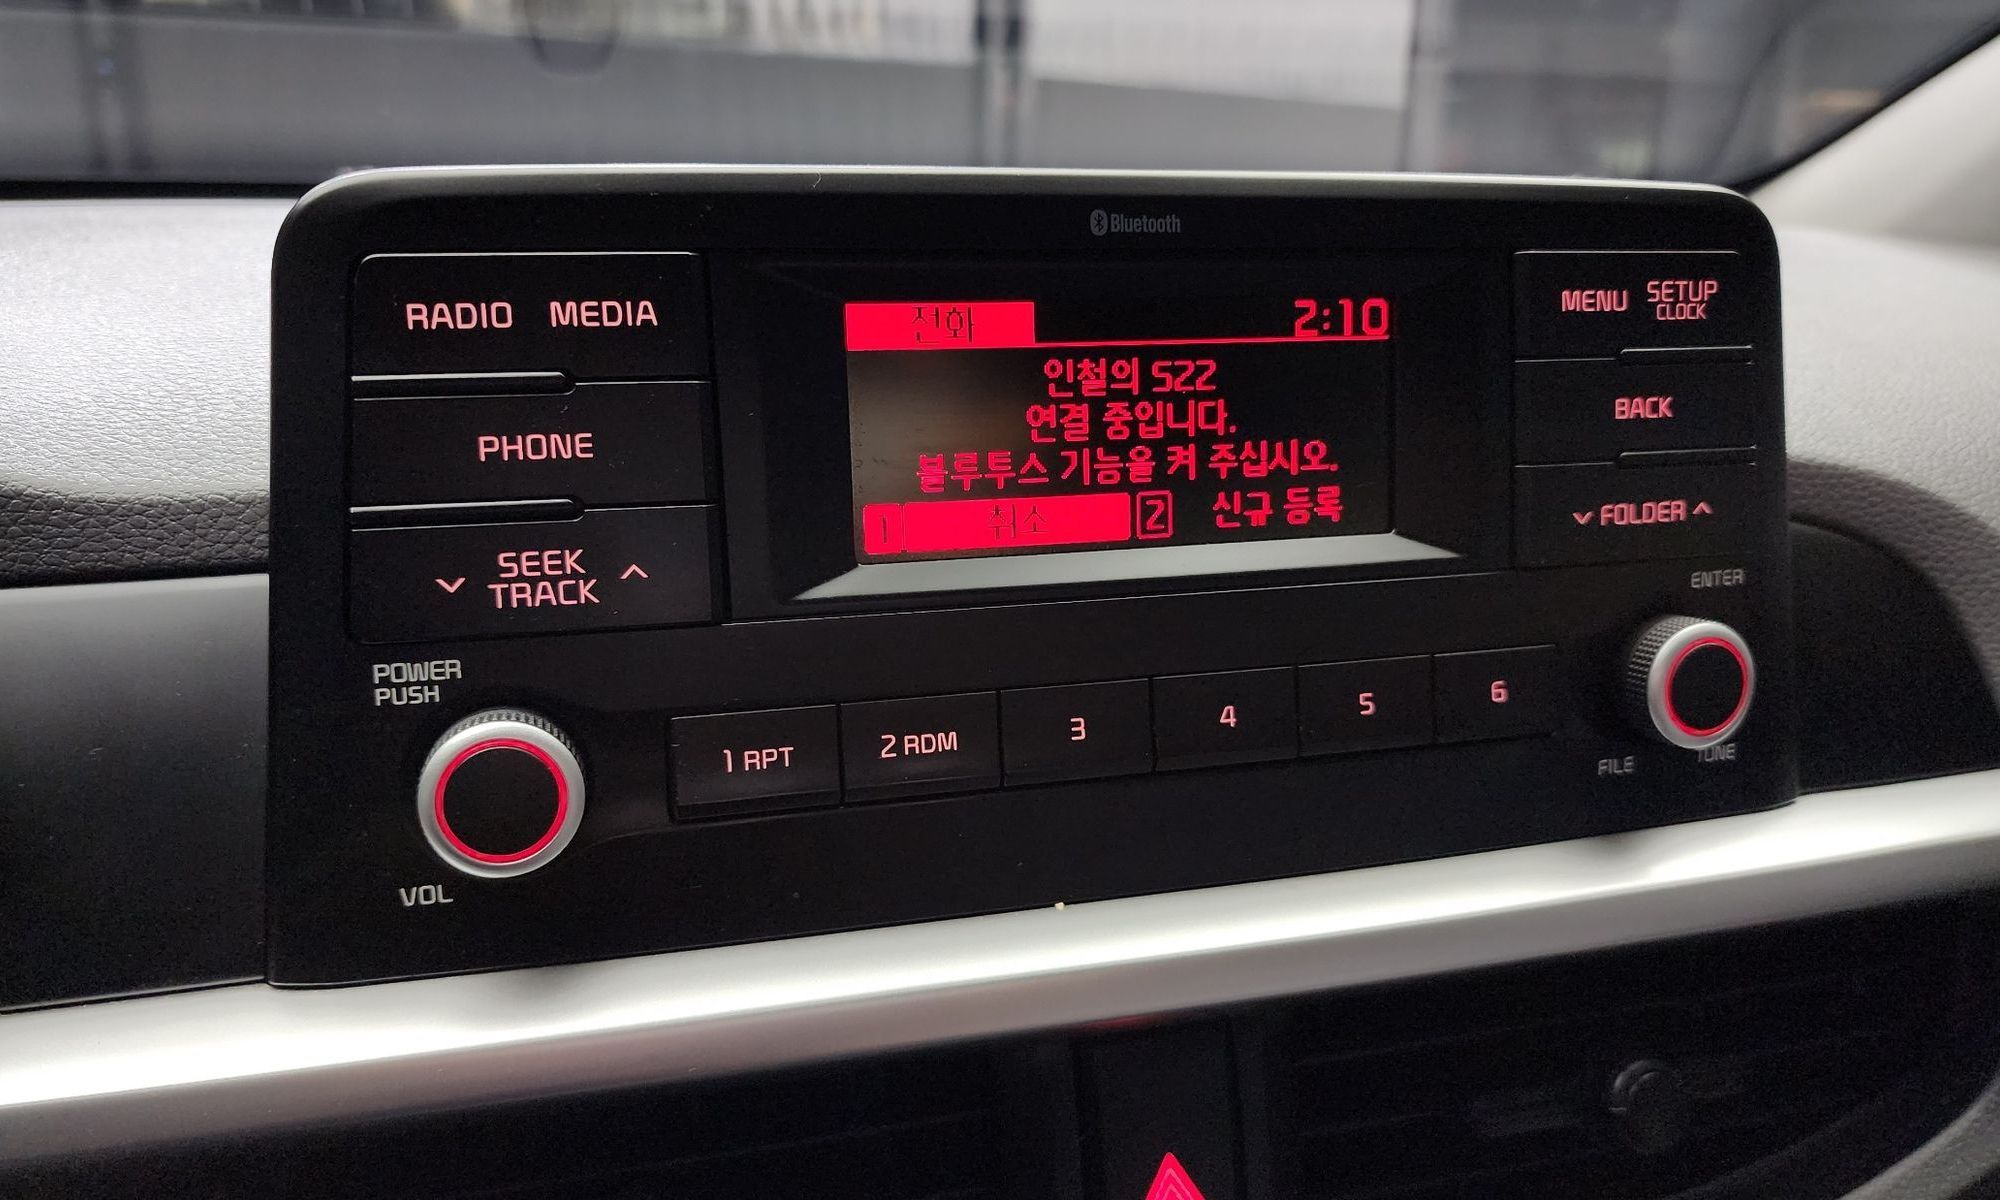 Bluetooth
RADIO MEDIA
PHONE
SEEK
TRACK
POWER
PUSH
VOL
전화 2:10
인철의 S22
연결 중입니다.
블루투스 기능을 켜 주십시오.
1 취소 2 신규 등록
MENU SETUP
CLOCK
BACK
FOLDER
ENTER
FILE TUNE
1 RPT 2 RDM 3 4 5 6